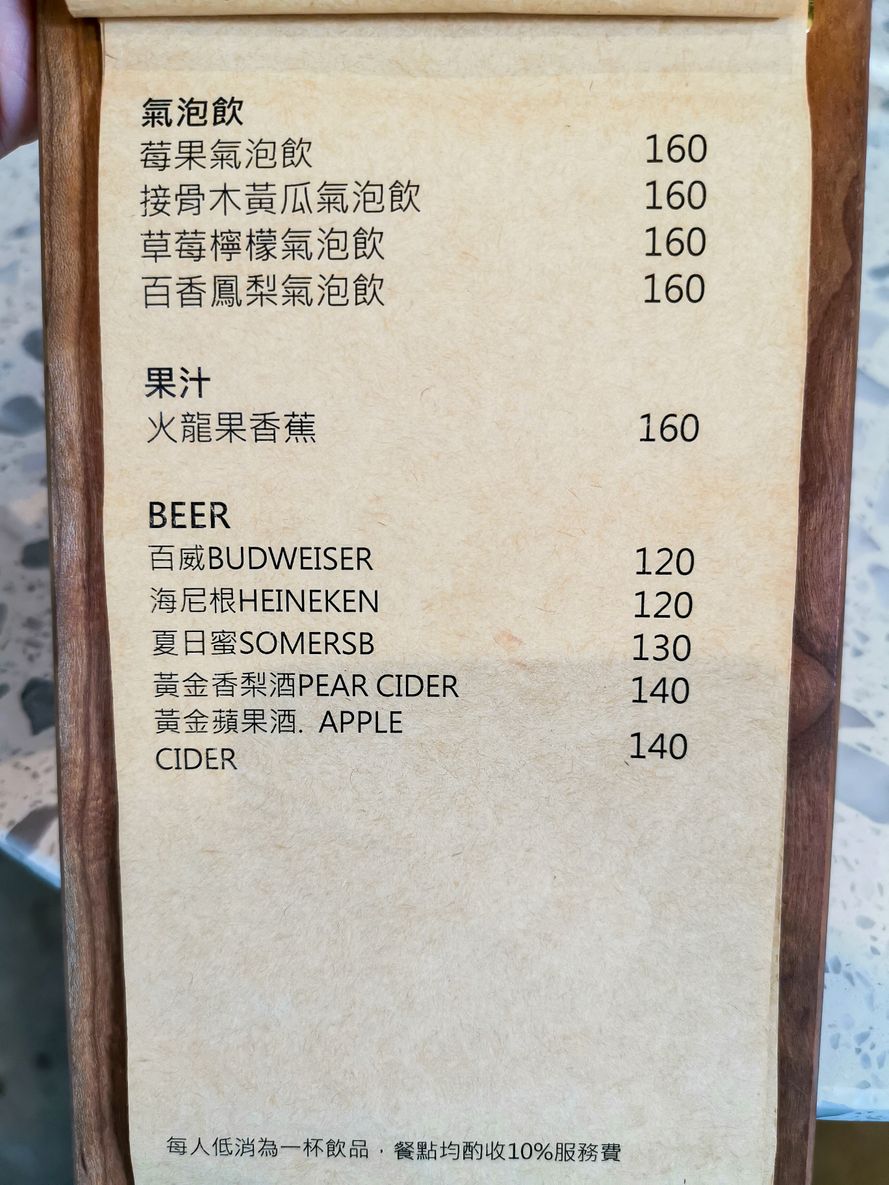 氣泡飲
莓果氣泡飲 160
接骨木黃瓜氣泡飲 160
草莓檸檬氣泡飲 160
百香鳳梨氣泡飲 160
果汁
火龍果香蕉 160
BEER
百威BUDWEISER 120
海尼根HEINEKEN 120
夏日蜜SOMERSB 130
黃金香梨酒PEAR CIDER 140
黃金蘋果酒. APPLE
CIDER 140
每人低消為一杯飲品，餐點均酌收10%服務費